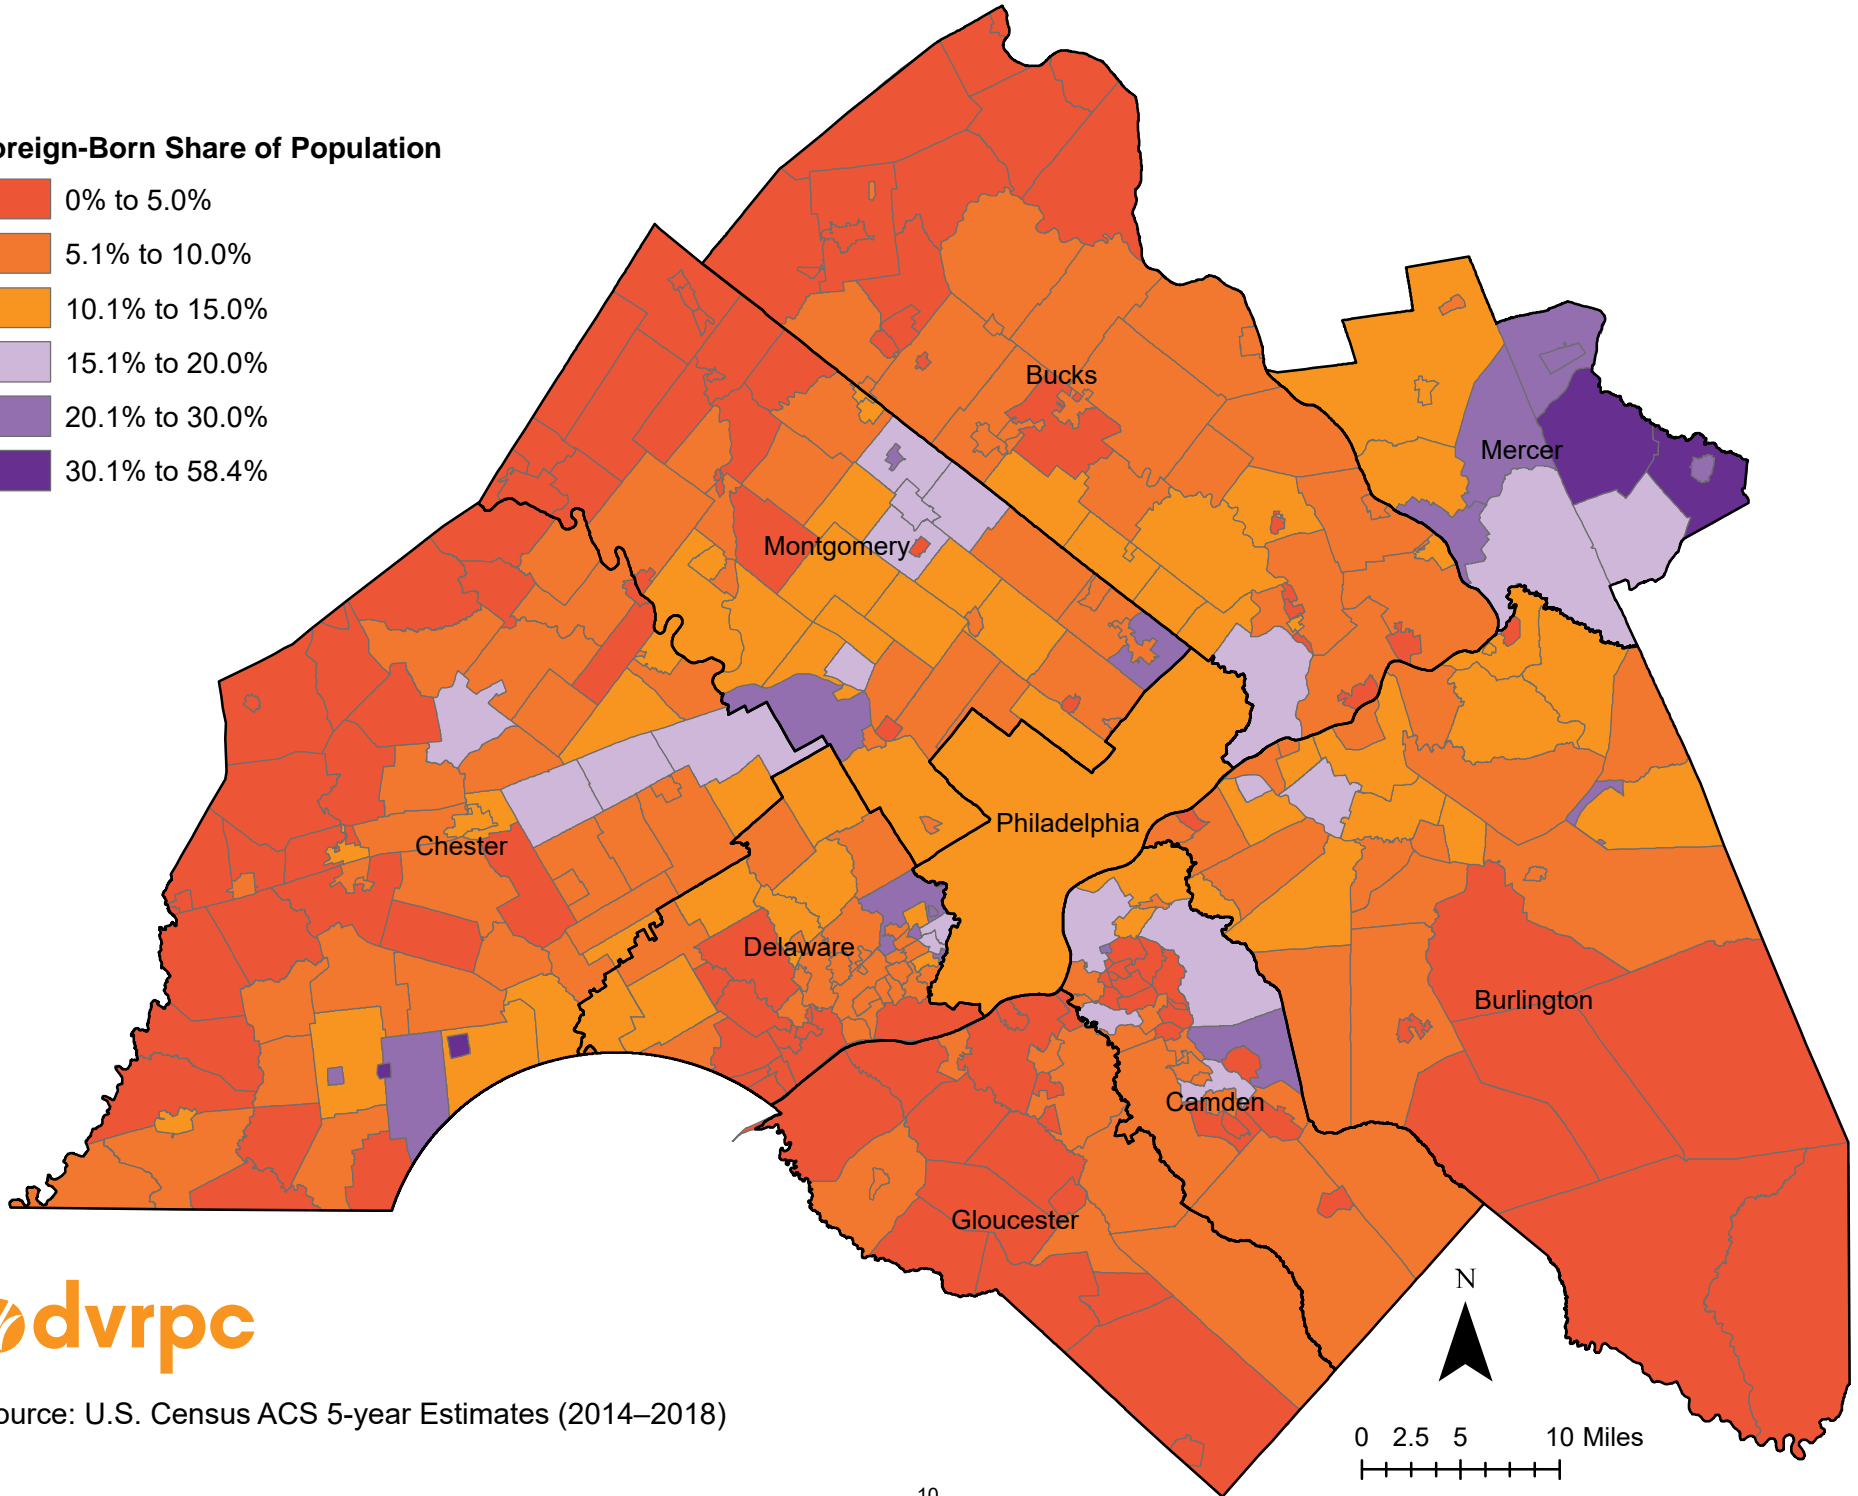 oreign-Born Share of Population
0% to 5.0%
5.1% to 10.0%
10.1% to 15.0%
15.1% to 20.0%
20.1% to 30.0%
30.1% to 58.4%
Bucks
Mercer
Montgomery
Philadelphia
Chester
Delaware
Burlington
Camden
Gloucester
N
dvrpc
ource: U.S. Census ACS 5-year Estimates (2014–2018)
0 2.5 5 10 Miles
10